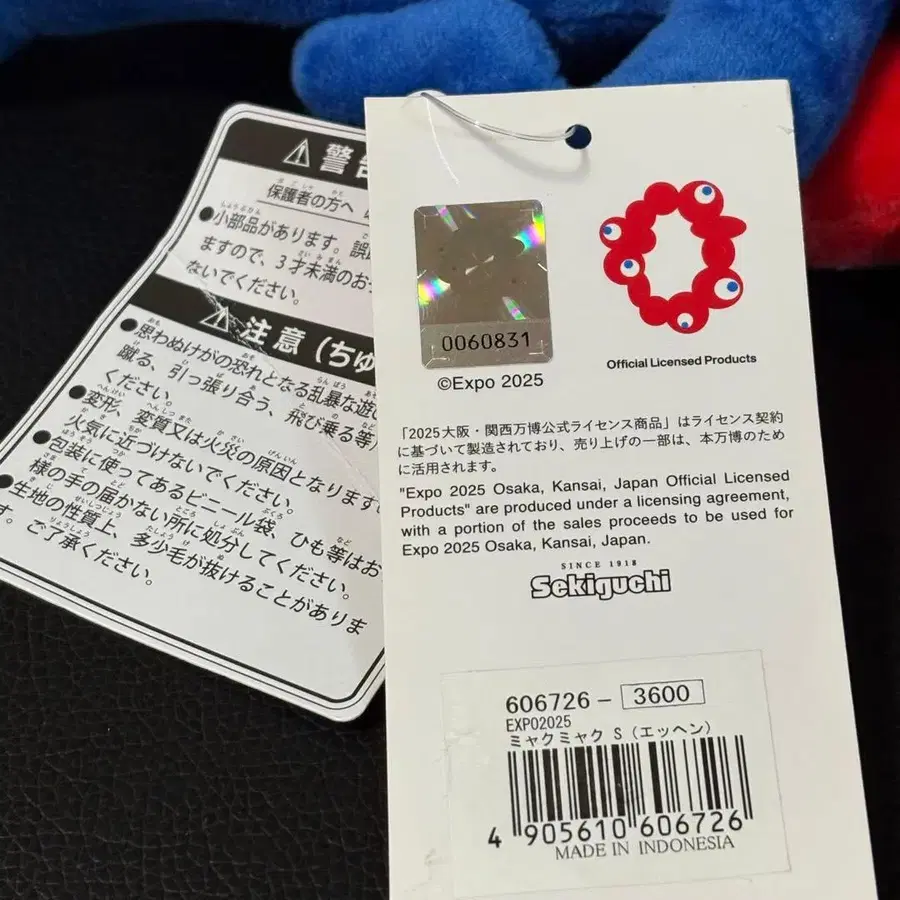 警告
保護者の方へ
●小部品があります。誤
ますので、3才未満のお
ないでください。
注意(ちゅ
●思わぬけがの恐れとなる乱暴な遊
蹴る、引っ張り合う、飛び乗る等)
ください。
●変形、変質又は火災の原因となります。
火気に近づけないでください。
●包装に使ってあるビニール袋、ひも等はお
様の手の届かない所に処分してください。
●生地の性質上、多少毛が抜けることがありま
す。ご了承ください。
0060831
©Expo 2025
Official Licensed Products
「2025大阪・関西万博公式ライセンス商品」はライセンス契約
に基づいて製造されており、売り上げの一部は、本万博のため
に活用されます。
"Expo 2025 Osaka, Kansai, Japan Official Licensed
Products" are produced under a licensing agreement,
with a portion of the sales proceeds to be used for
Expo 2025 Osaka, Kansai, Japan.
SINCE 1918
Sekiguchi
606726-3600
EXPO2025
ミャクミャク S(エッヘン)
4 905610 606726
MADE IN INDONESIA